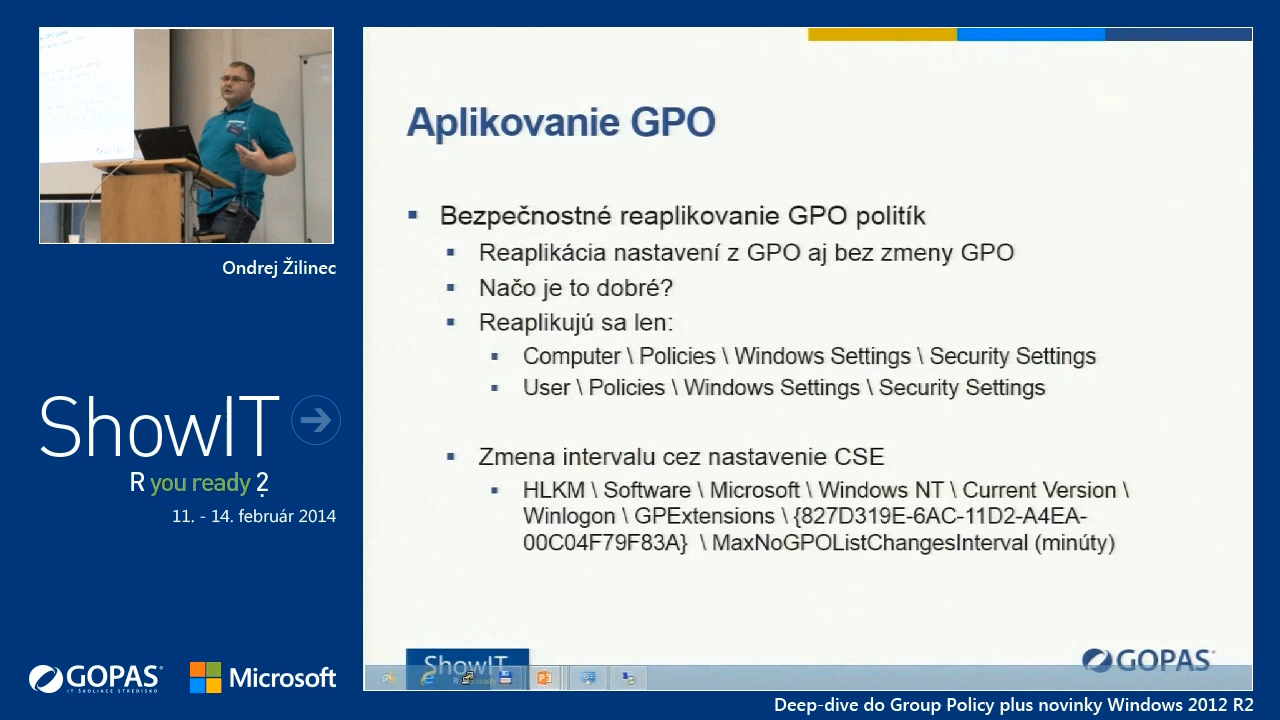 Ondrej Žilinec
ShowIT
R you ready ?
11. - 14. február 2014
GOPAS
IT ŠKOLIACE STREDISKO
Microsoft
Aplikovanie GPO
Bezpečnostné reaplikovanie GPO politík
Reaplikácia nastavení z GPO aj bez zmeny GPO
Načo je to dobré?
Reaplikujú sa len:
Computer \ Policies \ Windows Settings \ Security Settings
User \ Policies \ Windows Settings \ Security Settings
Zmena intervalu cez nastavenie CSE
HLKM \ Software \ Microsoft \ Windows NT \ Current Version \
Winlogon \ GPExtensions \ {827D319E-6AC-11D2-A4EA-
00C04F79F83A} \ MaxNoGPOListChangesInterval (minúty)
ShowIT
GOPAS
Deep-dive do Group Policy plus novinky Windows 2012 R2